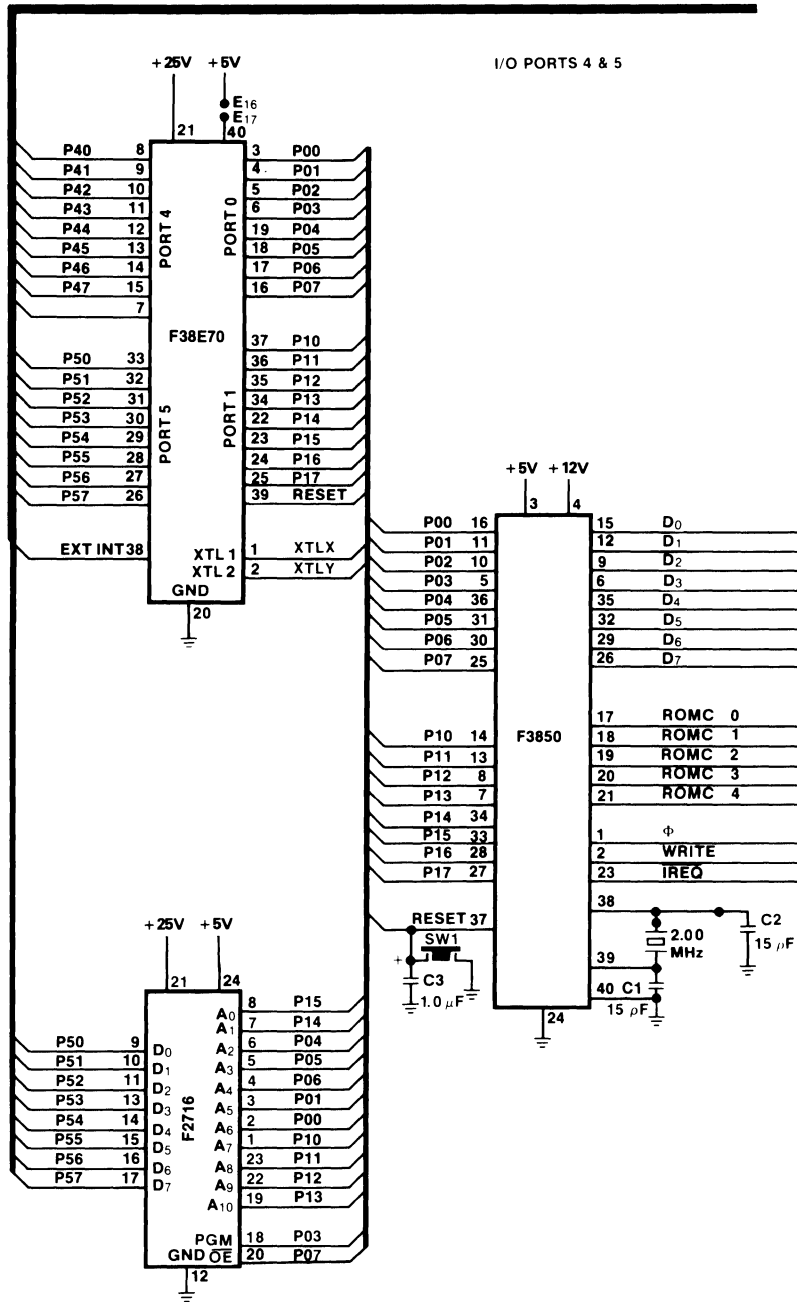 I/O PORTS 4 & 5
+25V +5V
E16
E17
21 40
P40 8 3 P00
P41 9 4 P01
P42 10 5 P02
P43 11 6 P03
P44 12 19 P04
P45 13 18 P05
P46 14 17 P06
P47 15 16 P07
7
PORT 4 PORT 0
F38E70
37 P10
P50 33 36 P11
P51 32 35 P12
P52 31 34 P13
P53 30 22 P14
P54 29 23 P15
P55 28 24 P16
P56 27 25 P17
P57 26 39 RESET
PORT 5 PORT 1
EXT INT 38 XTL 1 1 XTLX
XTL 2 2 XTLY
GND
20
+5V +12V
3 4
P00 16 15 D0
P01 11 12 D1
P02 10 9 D2
P03 5 6 D3
P04 36 35 D4
P05 31 32 D5
P06 30 29 D6
P07 25 26 D7
F3850
17 ROMC 0
P10 14 18 ROMC 1
P11 13 19 ROMC 2
P12 8 20 ROMC 3
P13 7 21 ROMC 4
P14 34
P15 33 1 Φ
P16 28 2 WRITE
P17 27 23 IREQ
38
RESET 37
SW1
+
C3
1.0 μF
2.00
MHz
C2
15 ρF
39
40 C1
15 ρF
24
+25V +5V
21 24
A0 8 P15
A1 7 P14
P50 9 D0 A2 6 P04
P51 10 D1 A3 5 P05
P52 11 D2 A4 4 P06
P53 13 D3 A5 3 P01
P54 14 D4 A6 2 P00
P55 15 D5 A7 1 P10
P56 16 D6 A8 23 P11
P57 17 D7 A9 22 P12
A10 19 P13
F2716
PGM 18 P03
GND OE 20 P07
12